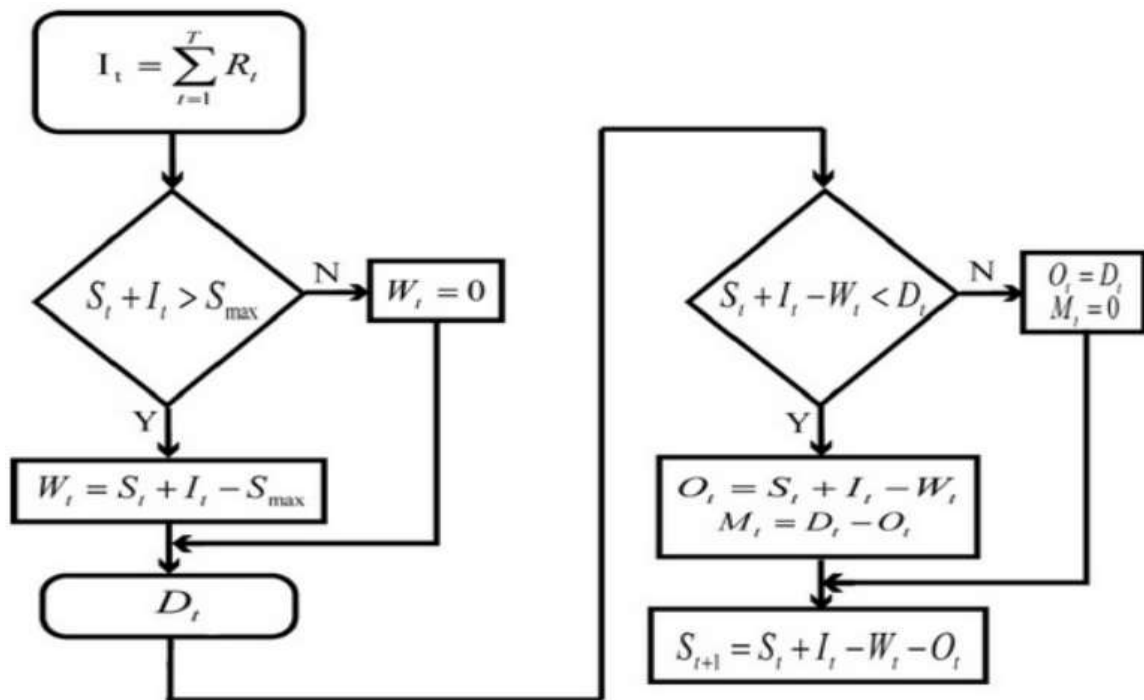 I_t = \sum_{t=1}^{T} R_t
S_t + I_t > S_max
N
W_t = 0
Y
W_t = S_t + I_t - S_max
D_t
S_t + I_t - W_t < D_t
N
O_t = D_t
M_t = 0
Y
O_t = S_t + I_t - W_t
M_t = D_t - O_t
S_{t+1} = S_t + I_t - W_t - O_t